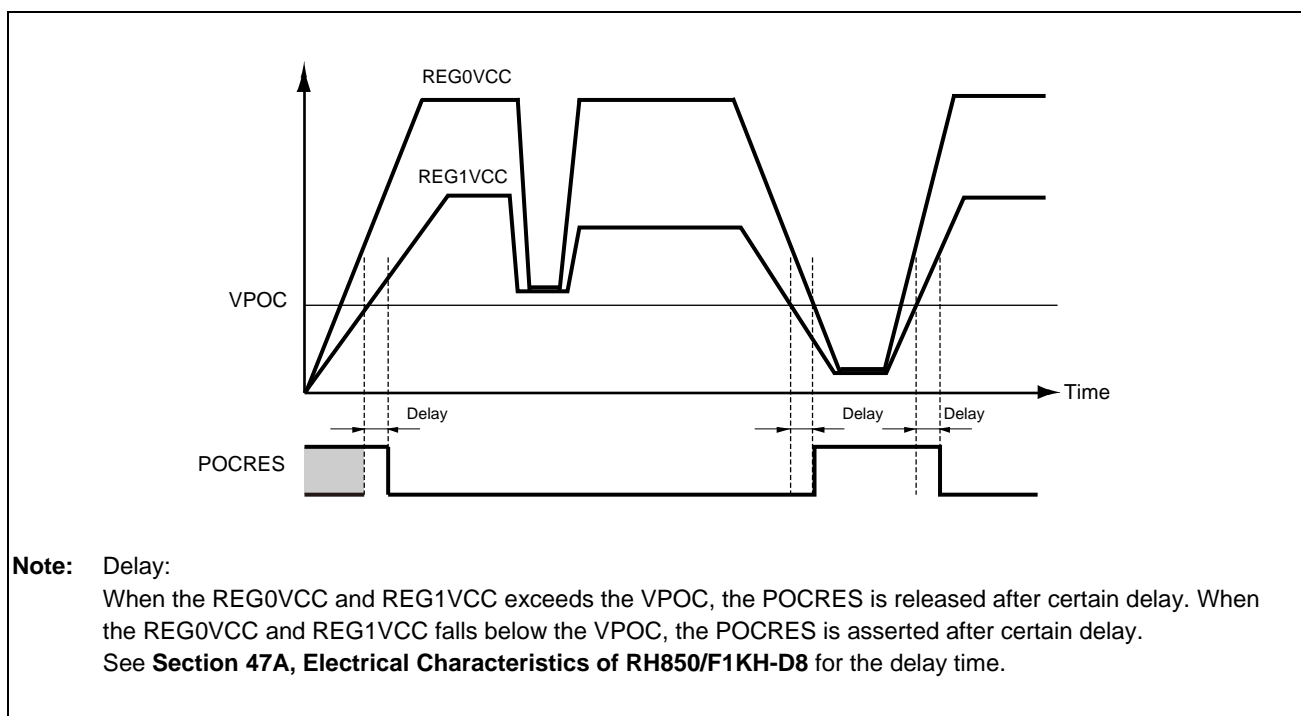 REG0VCC
REG1VCC
VPOC
Time
Delay
Delay
Delay
POCRES
Note: Delay:
When the REG0VCC and REG1VCC exceeds the VPOC, the POCRES is released after certain delay. When
the REG0VCC and REG1VCC falls below the VPOC, the POCRES is asserted after certain delay.
See Section 47A, Electrical Characteristics of RH850/F1KH-D8 for the delay time.